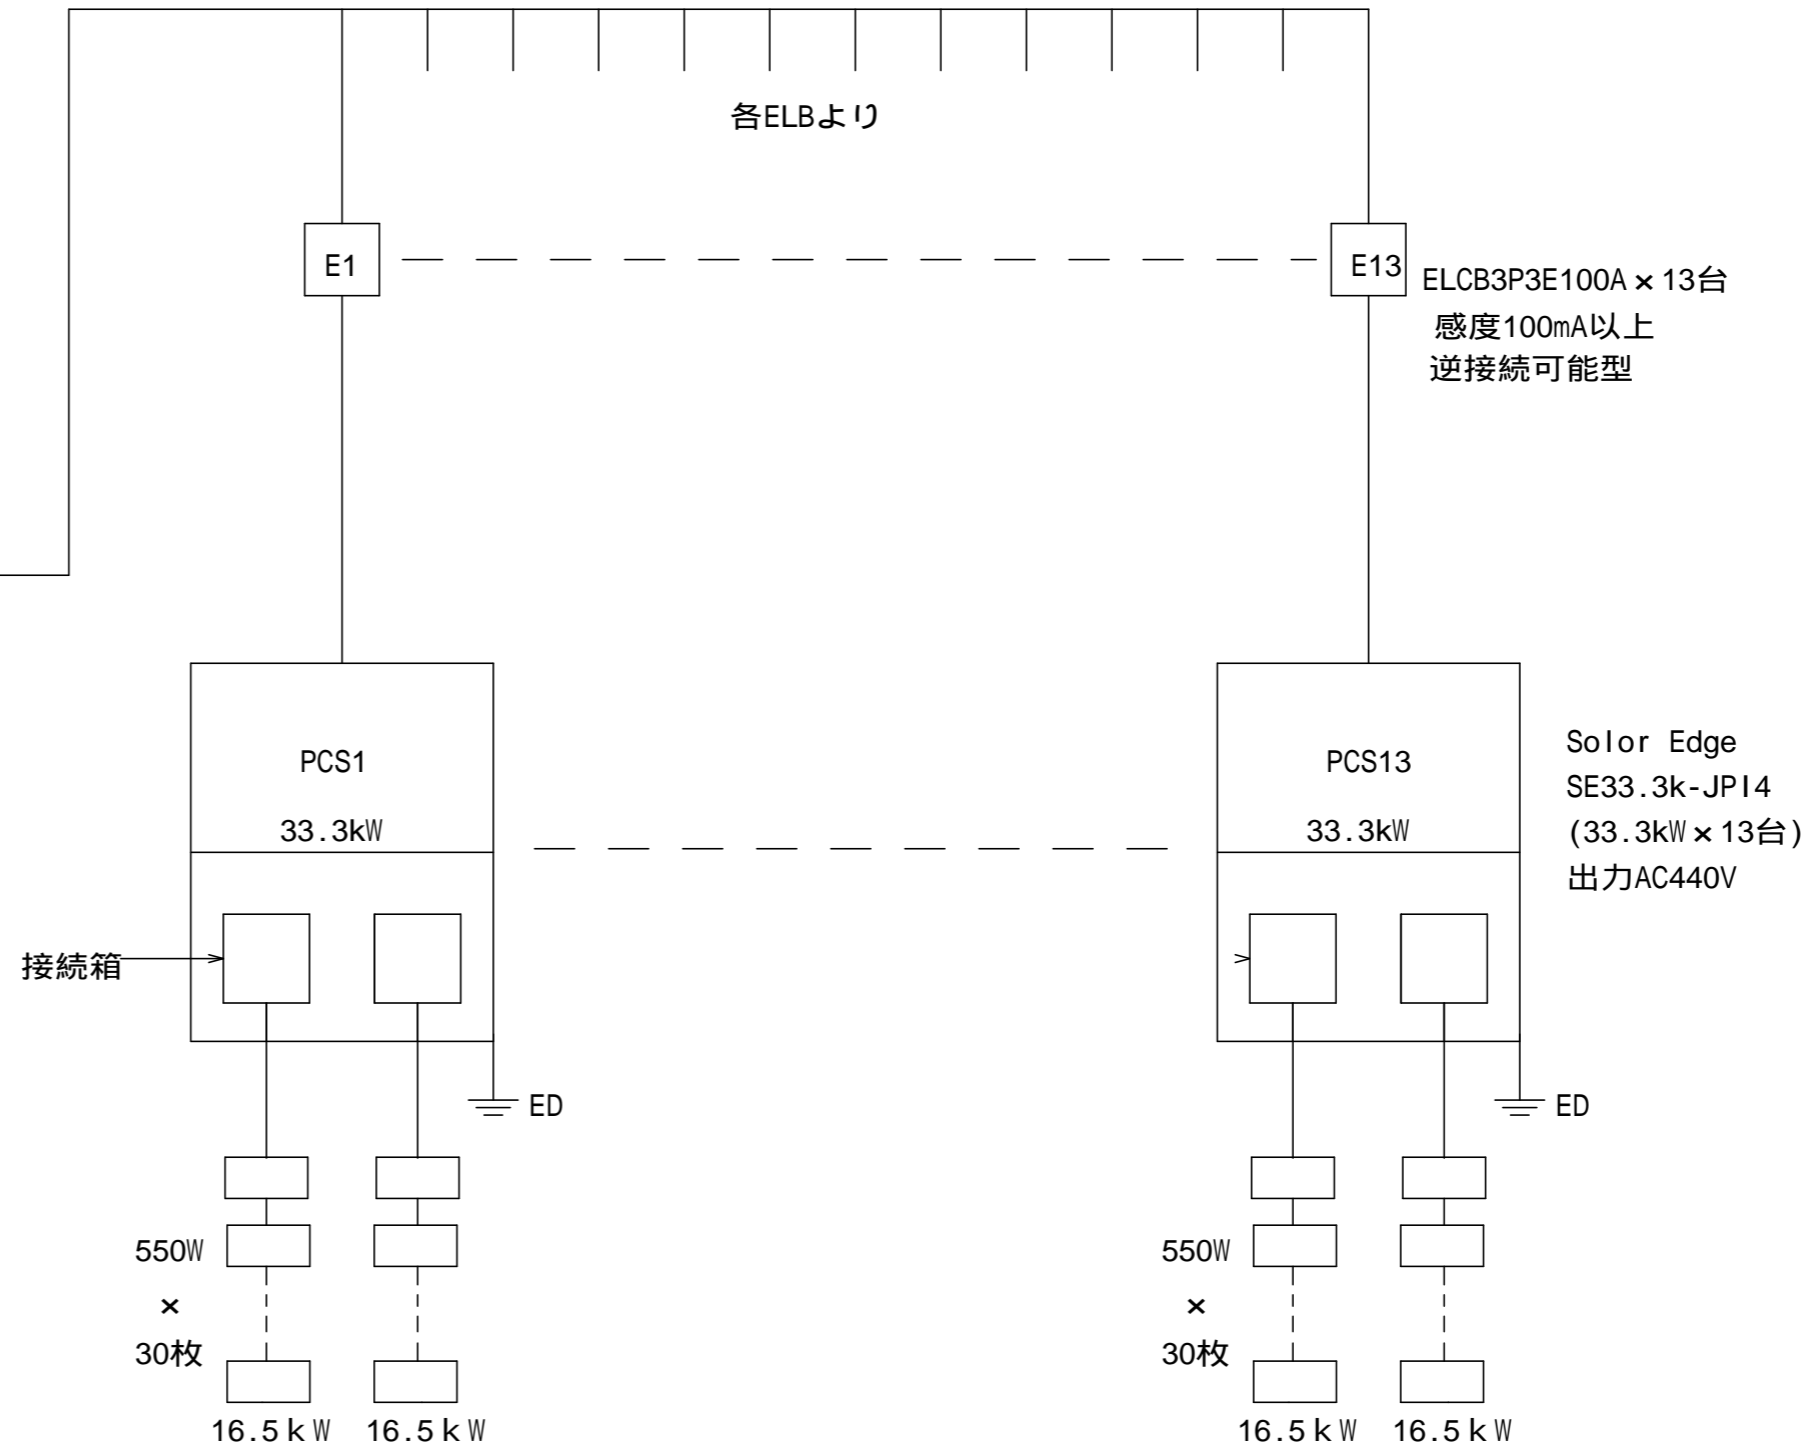 各ELBより
E1
E13
ELCB3P3E100A×13台
感度100mA以上
逆接続可能型
PCS1
33.3kW
PCS13
33.3kW
Solor Edge
SE33.3k-JPI4
(33.3kW×13台)
出力AC440V
接続箱
ED
ED
550W
×
30枚
550W
×
30枚
16.5kW
16.5kW
16.5kW
16.5kW